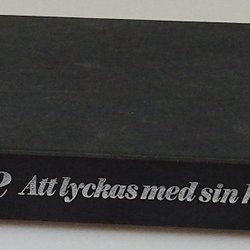 Att lyckas med sin